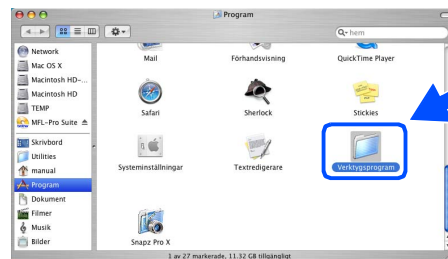 Program
Q- hem
Network
Mac OS X
Macintosh HD-...
Macintosh HD
TEMP
MFL-Pro Suite
Skrivbord
Utilities
manual
Program
Dokument
Filmer
Musik
Bilder
Mail
Förhandsvisning
QuickTime Player
Safari
Sherlock
Stickies
Systeminställningar
Textredigerare
Verktygsprogram
Snapz Pro X
1 av 27 markerade, 11.32 GB tillgängligt